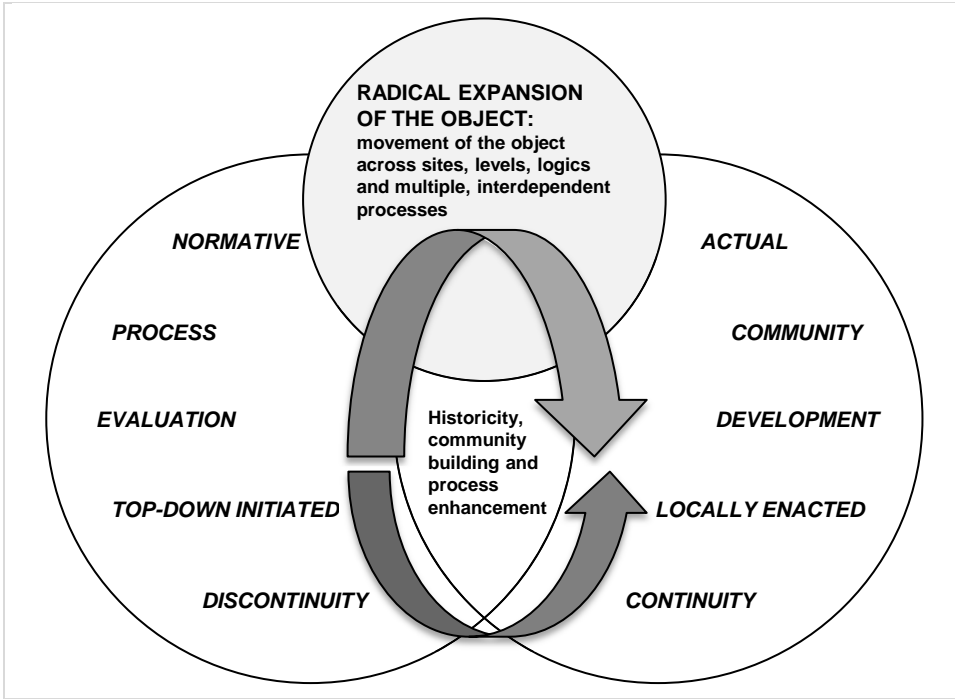 RADICAL EXPANSION
OF THE OBJECT:
movement of the object
across sites, levels, logics
and multiple, interdependent
processes
NORMATIVE
ACTUAL
PROCESS
COMMUNITY
EVALUATION
DEVELOPMENT
Historicity,
community
building and
process
enhancement
TOP-DOWN INITIATED
LOCALLY ENACTED
DISCONTINUITY
CONTINUITY